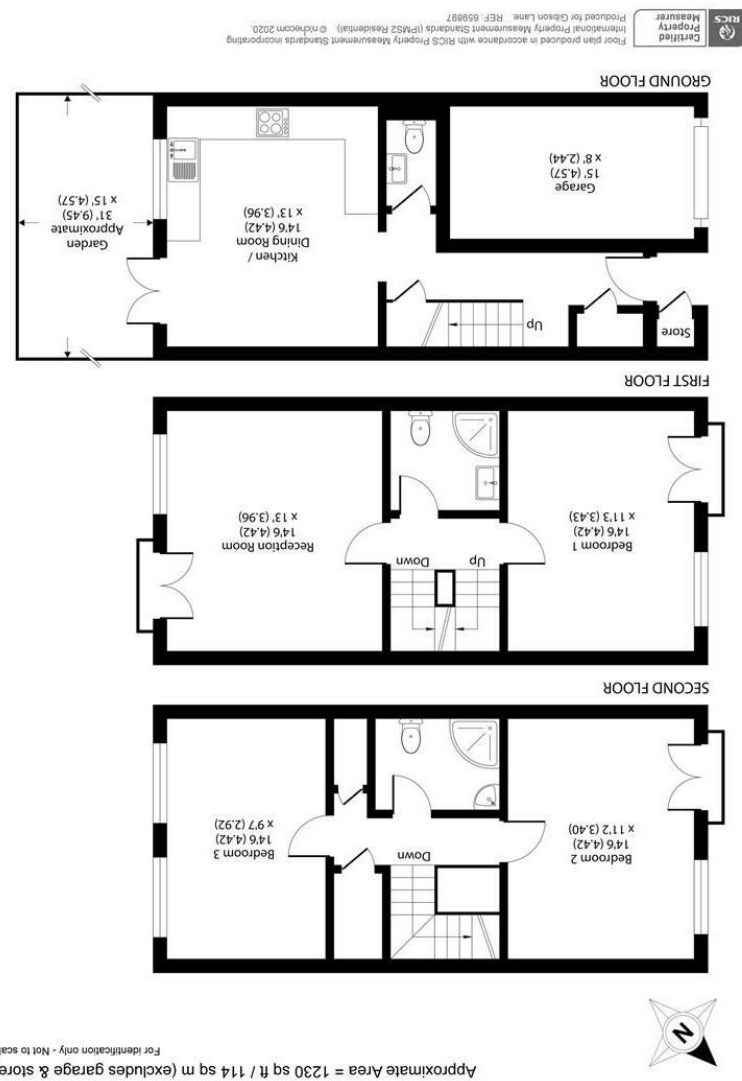 Approximate Area = 1230 sq ft / 114 sq m (excludes garage & store
For identification only - Not to scal
N
Bedroom 2
14'6 (4.42)
x 11'2 (3.40)
Down
Bedroom 3
14'6 (4.42)
x 9'7 (2.92)
SECOND FLOOR
Bedroom 1
14'6 (4.42)
x 11'3 (3.43)
Up
Down
Reception Room
14'6 (4.42)
x 13' (3.96)
FIRST FLOOR
Store
Up
Kitchen /
Dining Room
14'6 (4.42)
x 13' (3.96)
Garden
Approximate
31' (9.45)
x 15' (4.57)
Garage
15' (4.57)
x 8' (2.44)
GROUND FLOOR
RICS
Certified
Property
Measurer
Floor plan produced in accordance with RICS Property Measurement Standards incorporating
International Property Measurement Standards (IPMS2 Residential). ©nichecom 2020.
Produced for Gibson Lane. REF: 659897